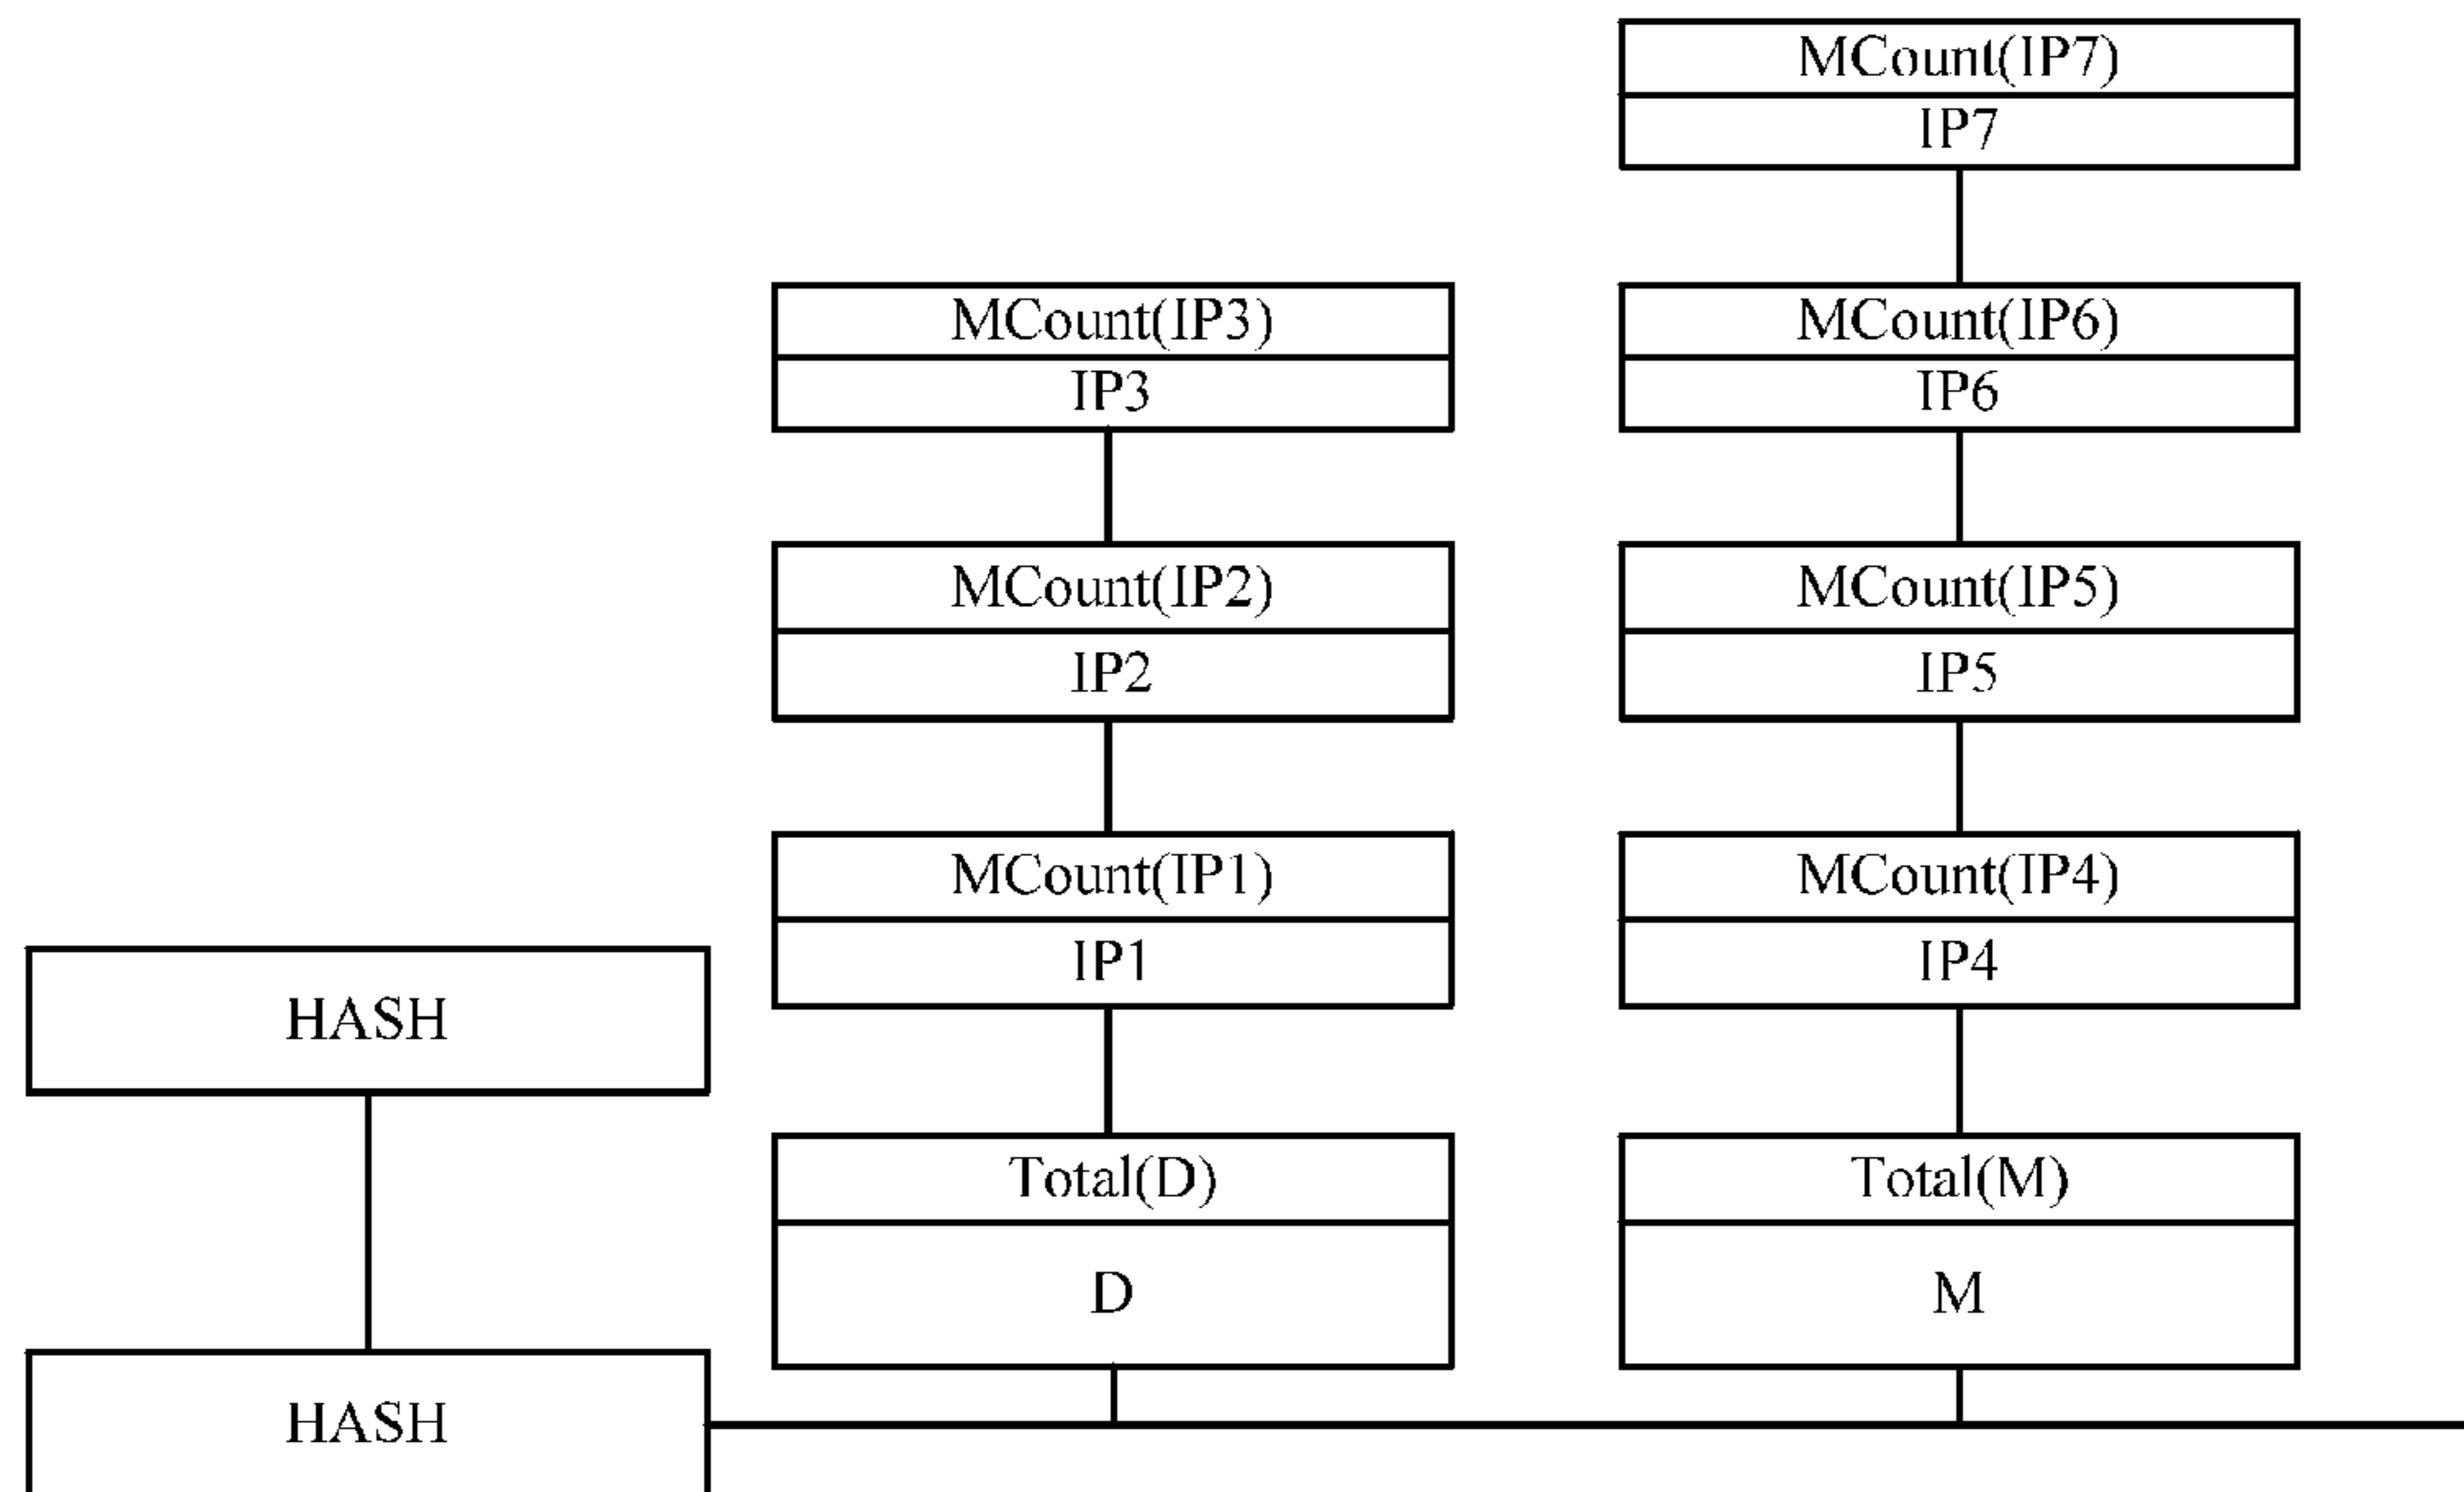 MCount(IP7)
IP7
MCount(IP3)
IP3
MCount(IP6)
IP6
MCount(IP2)
IP2
MCount(IP5)
IP5
MCount(IP1)
IP1
MCount(IP4)
IP4
HASH
Total(D)
D
Total(M)
M
HASH